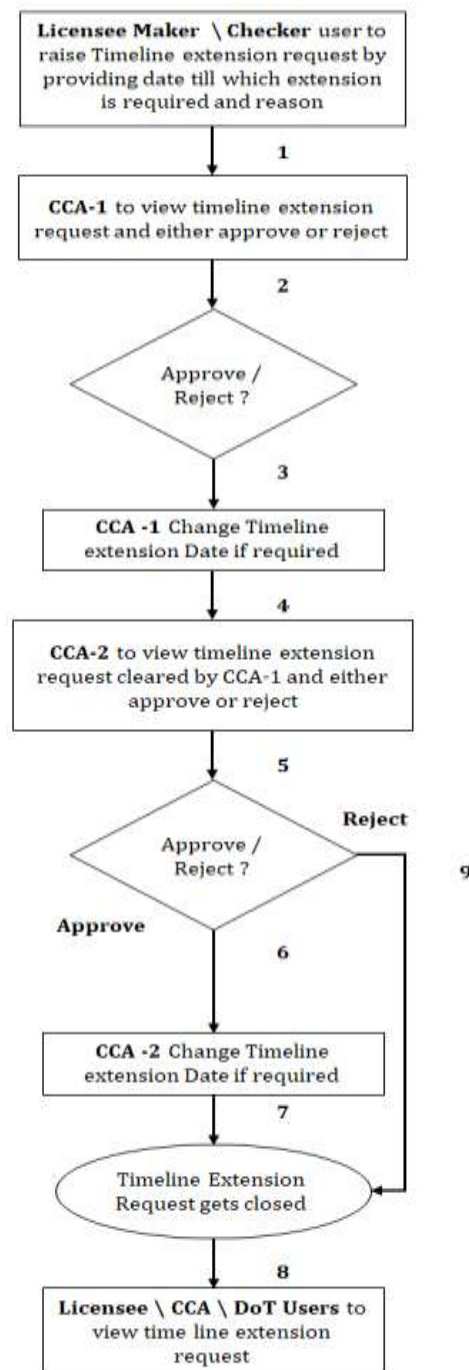 Licensee Maker \ Checker user to
raise Timeline extension request by
providing date till which extension
is required and reason
1
CCA-1 to view timeline extension
request and either approve or reject
2
Approve /
Reject ?
3
CCA -1 Change Timeline
extension Date if required
4
CCA-2 to view timeline extension
request cleared by CCA-1 and either
approve or reject
5
Approve /
Reject ?
Reject
9
Approve
6
CCA -2 Change Timeline
extension Date if required
7
Timeline Extension
Request gets closed
8
Licensee \ CCA \ DoT Users to
view time line extension
request